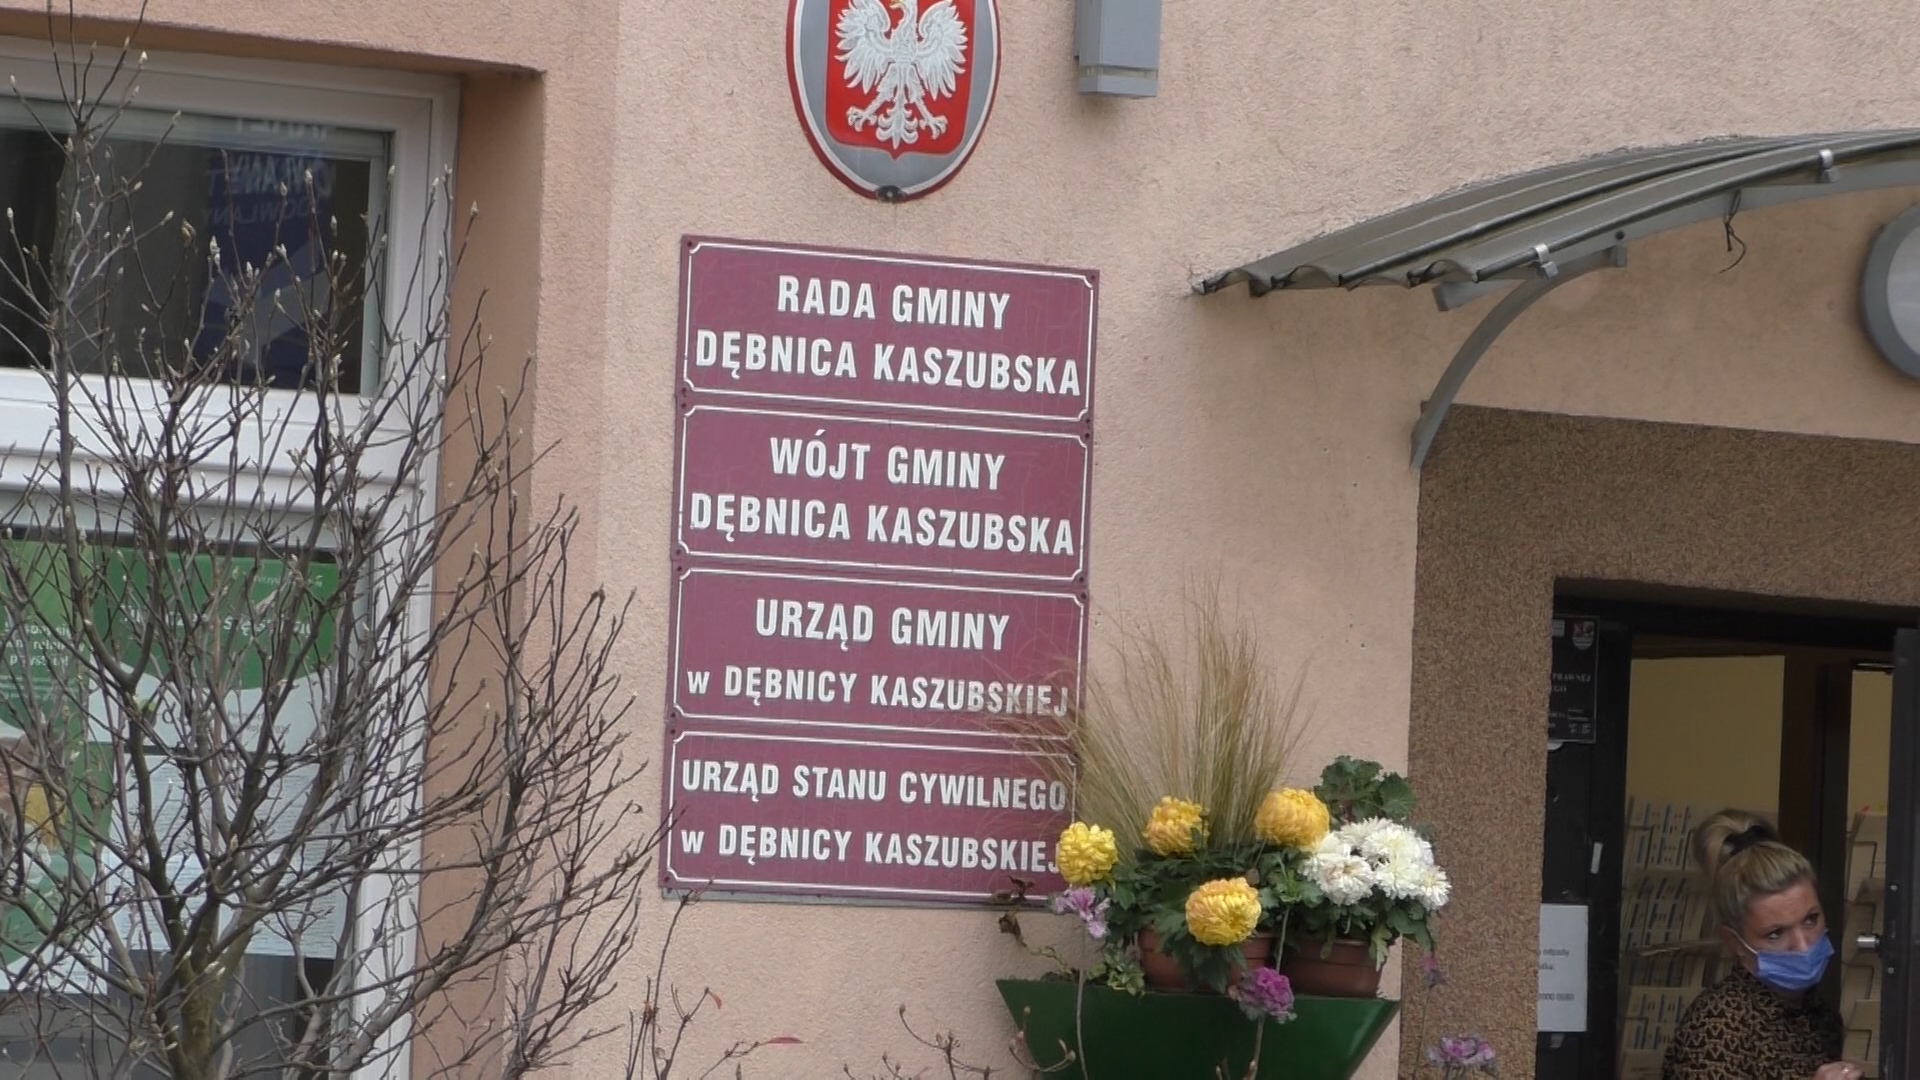 RADA GMINY
DĘBNICA KASZUBSKA
WÓJT GMINY
DĘBNICA KASZUBSKA
URZĄD GMINY
w DĘBNICY KASZUBSKIEJ
URZĄD STANU CYWILNEGO
w DĘBNICY KASZUBSKIEJ